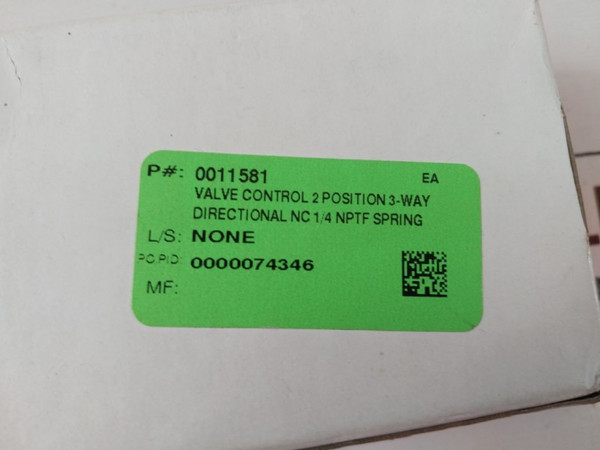 P#: 0011581 EA
VALVE CONTROL 2 POSITION 3-WAY
DIRECTIONAL NC 1/4 NPTF SPRING
L/S: NONE
PO,PID: 0000074346
MF: